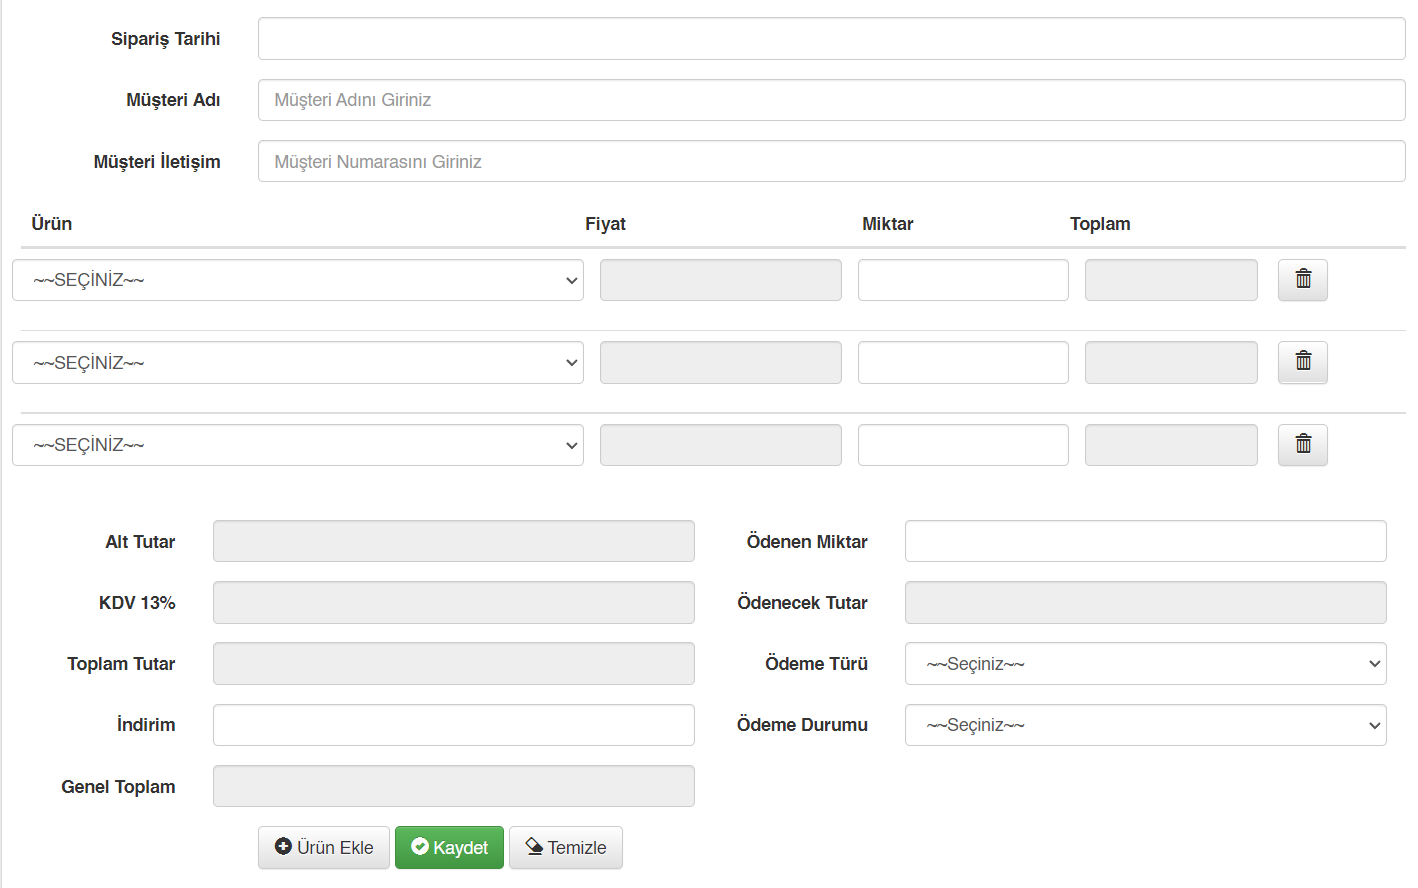 Sipariş Tarihi
Müşteri Adı
Müşteri Adını Giriniz
Müşteri İletişim
Müşteri Numarasını Giriniz
Ürün Fiyat Miktar Toplam
~~SEÇİNİZ~~
~~SEÇİNİZ~~
~~SEÇİNİZ~~
Alt Tutar
Ödenen Miktar
KDV 13%
Ödenecek Tutar
Toplam Tutar
Ödeme Türü
~~Seçiniz~~
İndirim
Ödeme Durumu
~~Seçiniz~~
Genel Toplam
Ürün Ekle
Kaydet
Temizle